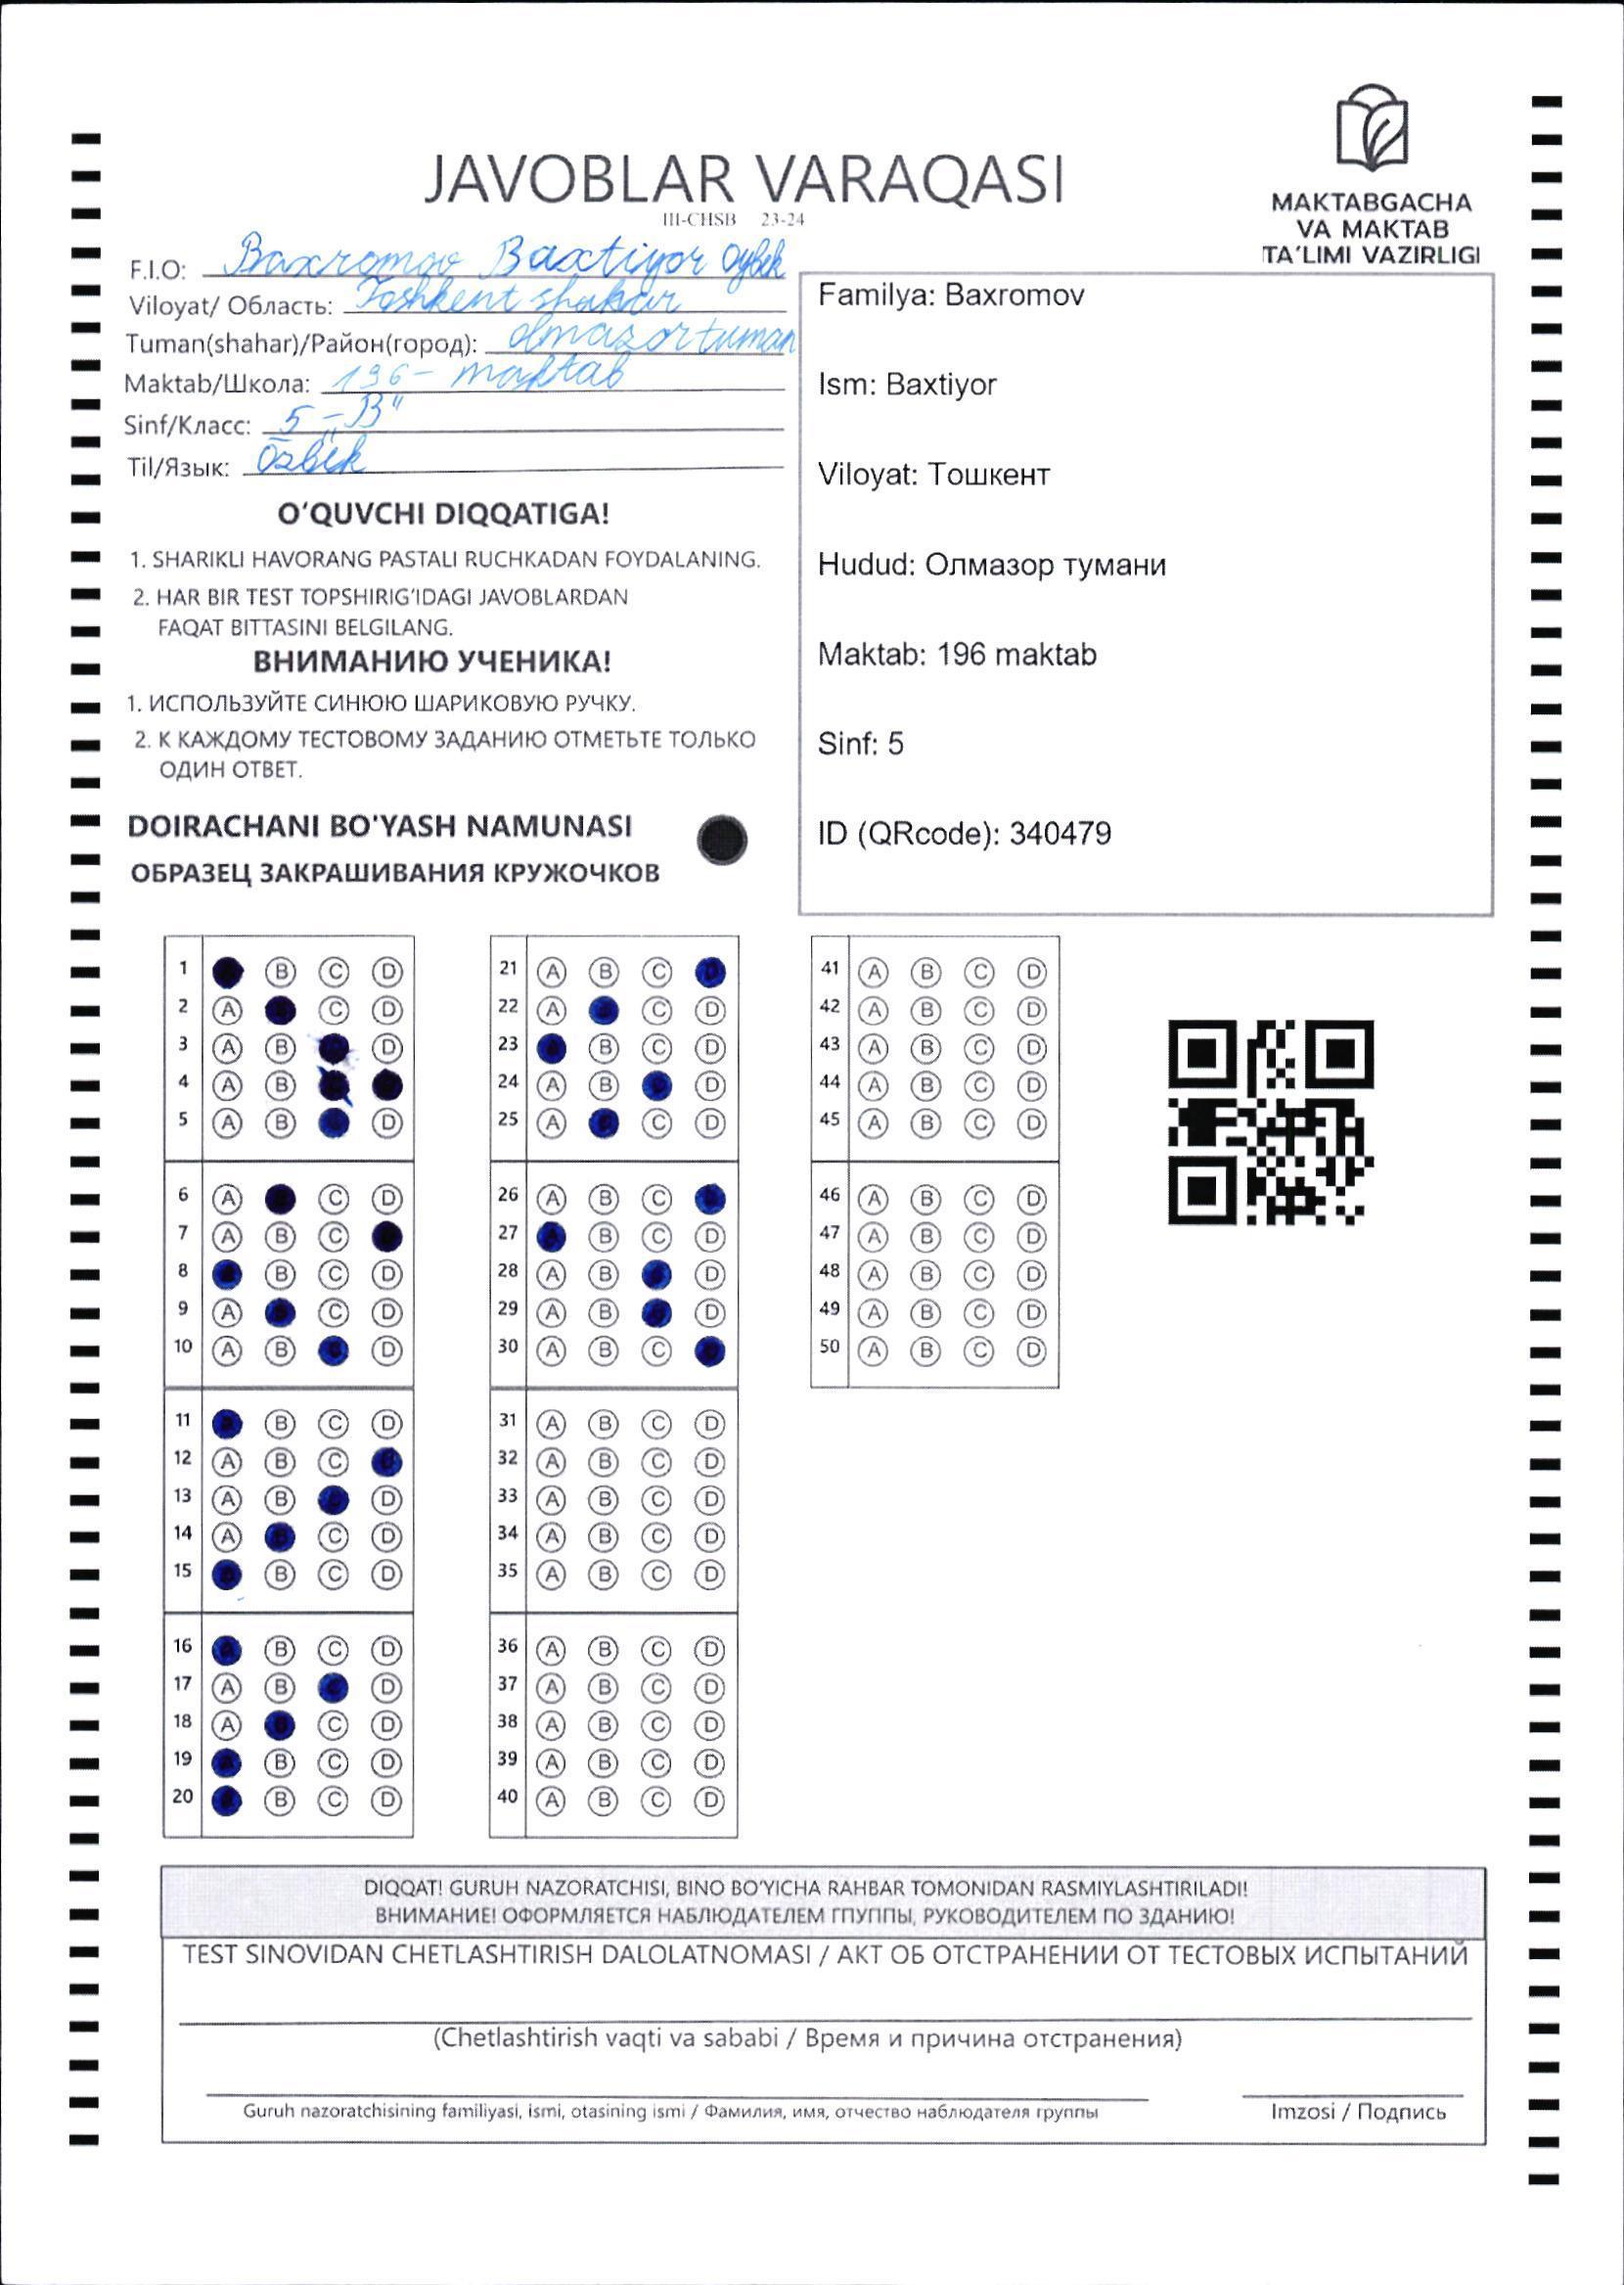 JAVOBLAR VARAQASI
III-CHSB 23-24
MAKTABGACHA
VA MAKTAB
TA'LIMI VAZIRLIGI
F.I.O: Baxromov Baxtiyor Oybek
Viloyat/ Область: Toshkent shahar
Tuman(shahar)/Район(город): olmazor tuman
Maktab/Школа: 196 - maktab
Sinf/Класс: 5 - „B"
Til/Язык: Ozbek
Familya: Baxromov
Ism: Baxtiyor
Viloyat: Тошкент
Hudud: Олмазор тумани
Maktab: 196 maktab
Sinf: 5
ID (QRcode): 340479
O'QUVCHI DIQQATIGA!
1. SHARIKLI HAVORANG PASTALI RUCHKADAN FOYDALANING.
2. HAR BIR TEST TOPSHIRIG'IDAGI JAVOBLARDAN
FAQAT BITTASINI BELGILANG.
ВНИМАНИЮ УЧЕНИКА!
1. ИСПОЛЬЗУЙТЕ СИНЮЮ ШАРИКОВУЮ РУЧКУ.
2. К КАЖДОМУ ТЕСТОВОМУ ЗАДАНИЮ ОТМЕТЬТЕ ТОЛЬКО
ОДИН ОТВЕТ.
DOIRACHANI BO'YASH NAMUNASI
ОБРАЗЕЦ ЗАКРАШИВАНИЯ КРУЖОЧКОВ
1 B C D
2 A C D
3 A B D
4 A B
5 A B D
6 A C D
7 A B C
8 B C D
9 A C D
10 A B D
11 B C D
12 A B C
13 A B D
14 A B C D
15 B C D
16 A B C D
17 A B D
18 A C D
19 B C D
20 B C D
21 A B C
22 A C D
23 B C D
24 A B D
25 A C D
26 A B C
27 B C D
28 A B D
29 A B D
30 A B C
31 A B C D
32 A B C D
33 A B C D
34 A B C D
35 A B C D
36 A B C D
37 A B C D
38 A B C D
39 A B C D
40 A B C D
41 A B C D
42 A B C D
43 A B C D
44 A B C D
45 A B C D
46 A B C D
47 A B C D
48 A B C D
49 A B C D
50 A B C D
DIQQAT! GURUH NAZORATCHISI, BINO BO'YICHA RAHBAR TOMONIDAN RASMIYLASHTIRILADI!
ВНИМАНИЕ! ОФОРМЛЯЕТСЯ НАБЛЮДАТЕЛЕМ ГПУППЫ, РУКОВОДИТЕЛЕМ ПО ЗДАНИЮ!
TEST SINOVIDAN CHETLASHTIRISH DALOLATNOMASI / АКТ ОБ ОТСТРАНЕНИИ ОТ ТЕСТОВЫХ ИСПЫТАНИЙ
(Chetlashtirish vaqti va sababi / Время и причина отстранения)
Guruh nazoratchisining familiyasi, ismi, otasining ismi / Фамилия, имя, отчество наблюдателя группы
Imzosi / Подпись